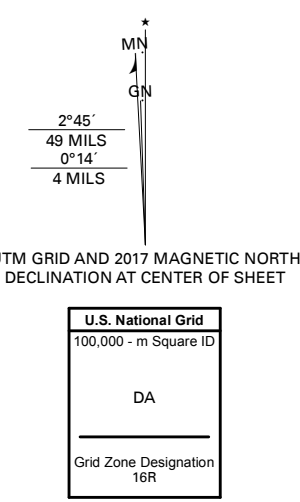 MN
GN
2°45´
49 MILS
0°14´
4 MILS
UTM GRID AND 2017 MAGNETIC NORTH
DECLINATION AT CENTER OF SHEET
U.S. National Grid
100,000 - m Square ID
DA
Grid Zone Designation
16R